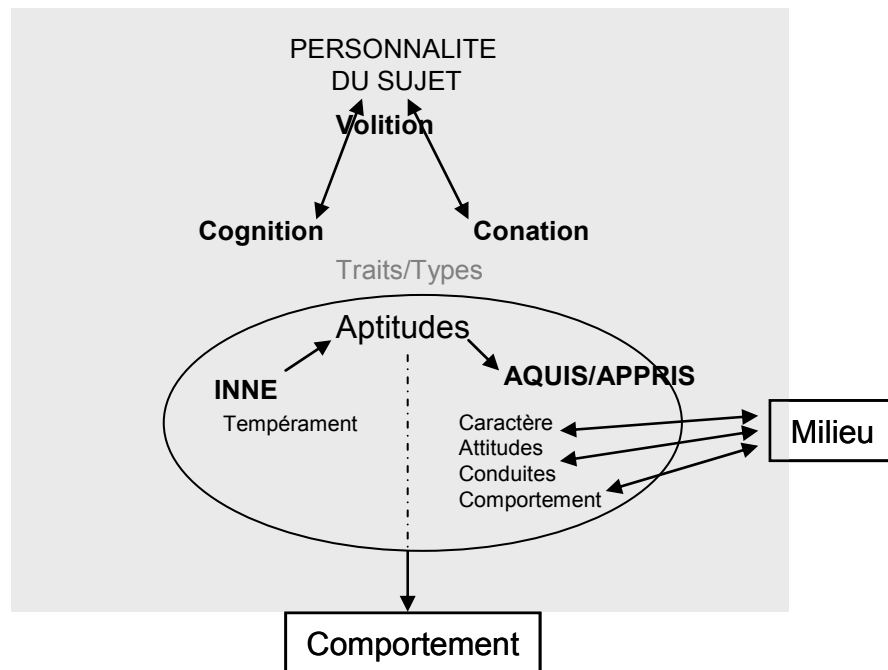 PERSONNALITE
DU SUJET
Volition
Cognition
Conation
Traits/Types
Aptitudes
INNE
AQUIS/APPRIS
Tempérament
Caractère
Attitudes
Conduites
Comportement
Milieu
Comportement